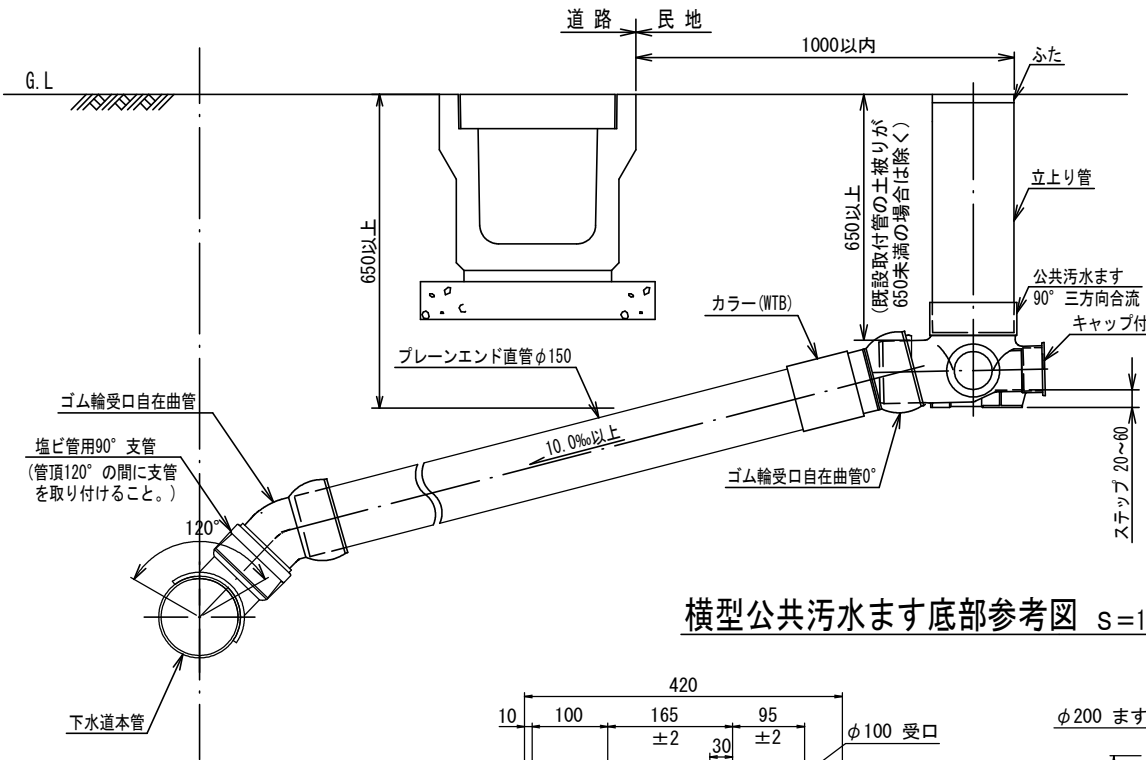 道 路
民 地
1000以内
ふた
G.L
650以上
650以上
(既設取付管の土被りが
650未満の場合は除く)
立上り管
公共汚水ます
90° 三方向合流
キャップ付
カラー(WTB)
プレーンエンド直管φ150
ゴム輪受口自在曲管
10.0‰以上
塩ビ管用90° 支管
(管頂120° の間に支管
を取り付けること。)
ゴム輪受口自在曲管0°
ステップ 20~60
120°
横型公共汚水ます底部参考図 S=1
下水道本管
420
10
100
165
±2
95
±2
30
φ100 受口
φ200 ます